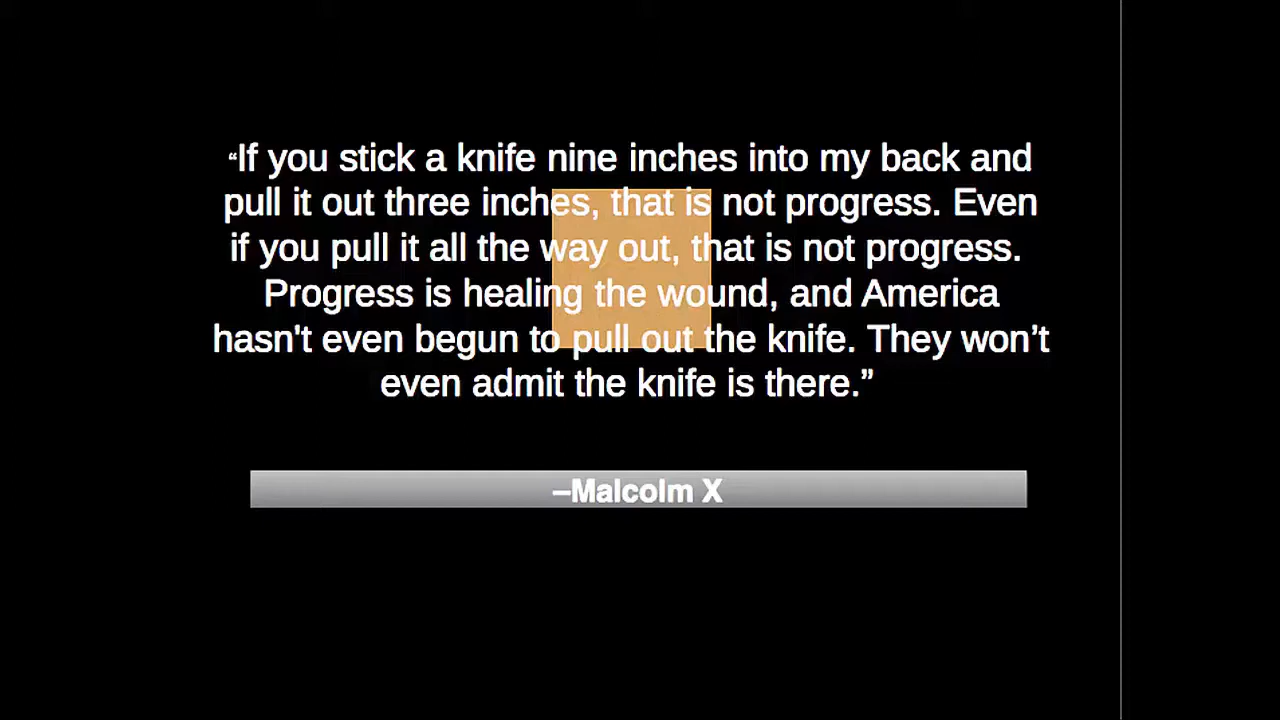 “If you stick a knife nine inches into my back and
pull it out three inches, that is not progress. Even
if you pull it all the way out, that is not progress.
Progress is healing the wound, and America
hasn't even begun to pull out the knife. They won’t
even admit the knife is there.”
–Malcolm X